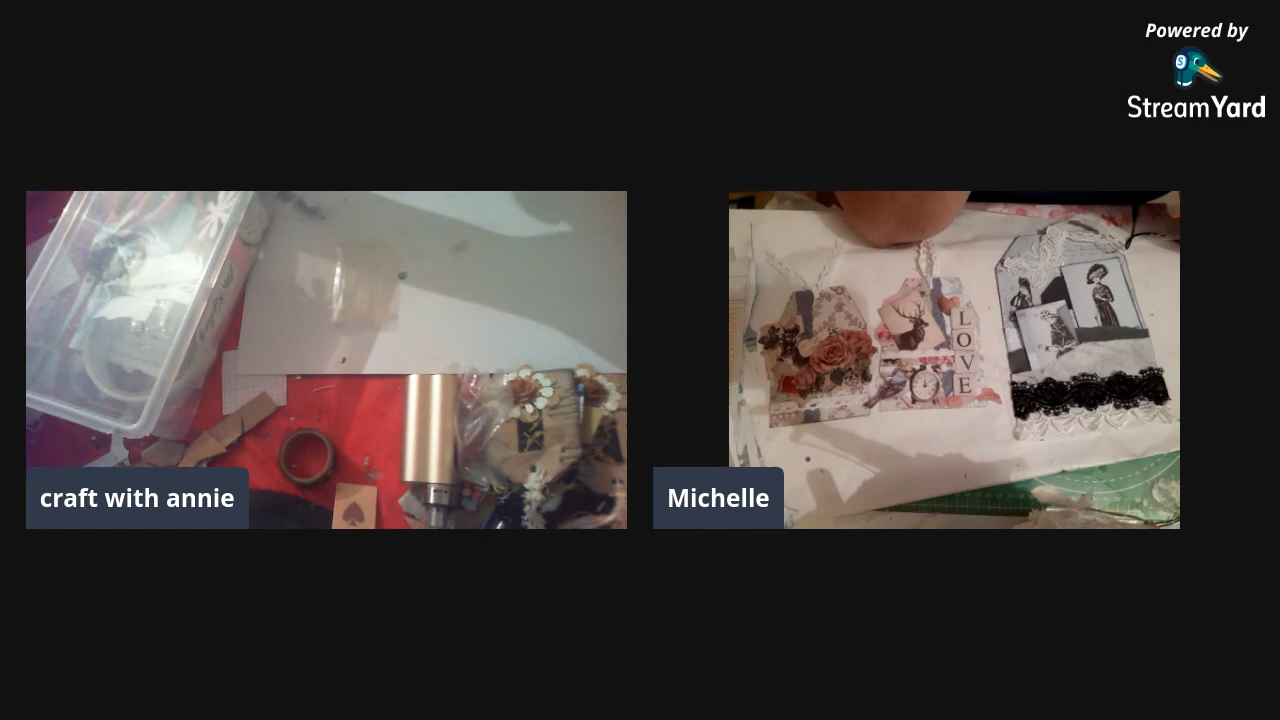 Powered by
StreamYard
craft with annie
Michelle
L
O
V
E